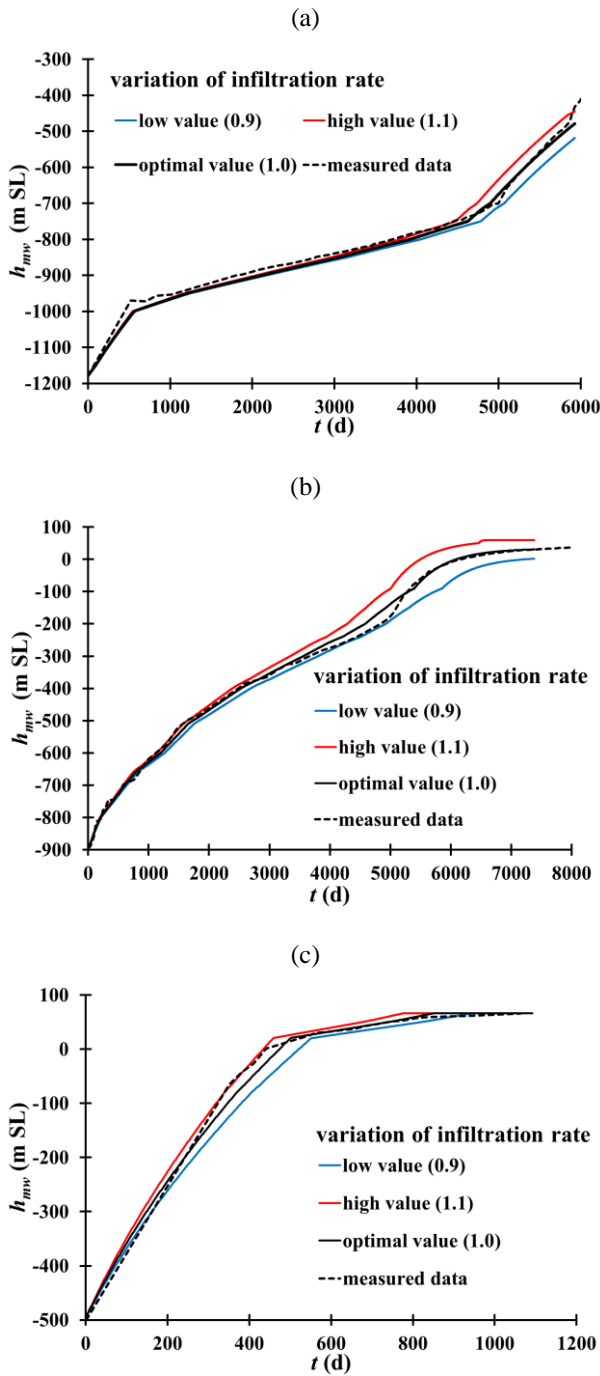 (a)
-300
variation of infiltration rate
-400
low value (0.9) high value (1.1)
-500
optimal value (1.0) measured data
-600
-700
-800
-900
-1000
-1100
-1200
h_mw (m SL)
0 1000 2000 3000 4000 5000 6000
t (d)
(b)
100
0
-100
-200
-300
-400
-500
-600
-700
-800
-900
h_mw (m SL)
variation of infiltration rate
low value (0.9)
high value (1.1)
optimal value (1.0)
measured data
0 1000 2000 3000 4000 5000 6000 7000 8000
t (d)
(c)
100
0
-100
-200
-300
-400
-500
h_mw (m SL)
variation of infiltration rate
low value (0.9)
high value (1.1)
optimal value (1.0)
measured data
0 200 400 600 800 1000 1200
t (d)